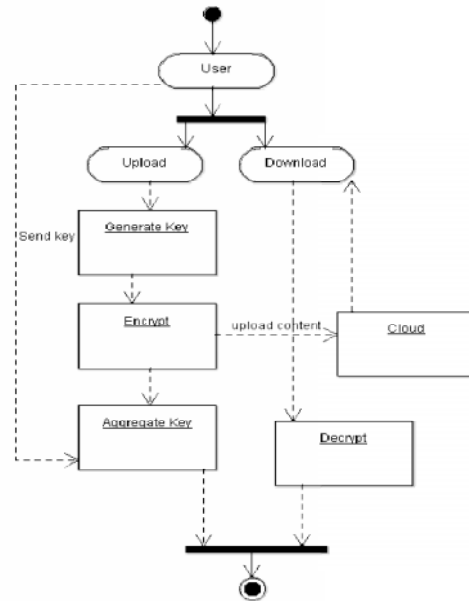 User
Upload
Download
Generate Key
Send key
Encrypt
upload content
Cloud
Aggregate Key
Decrypt